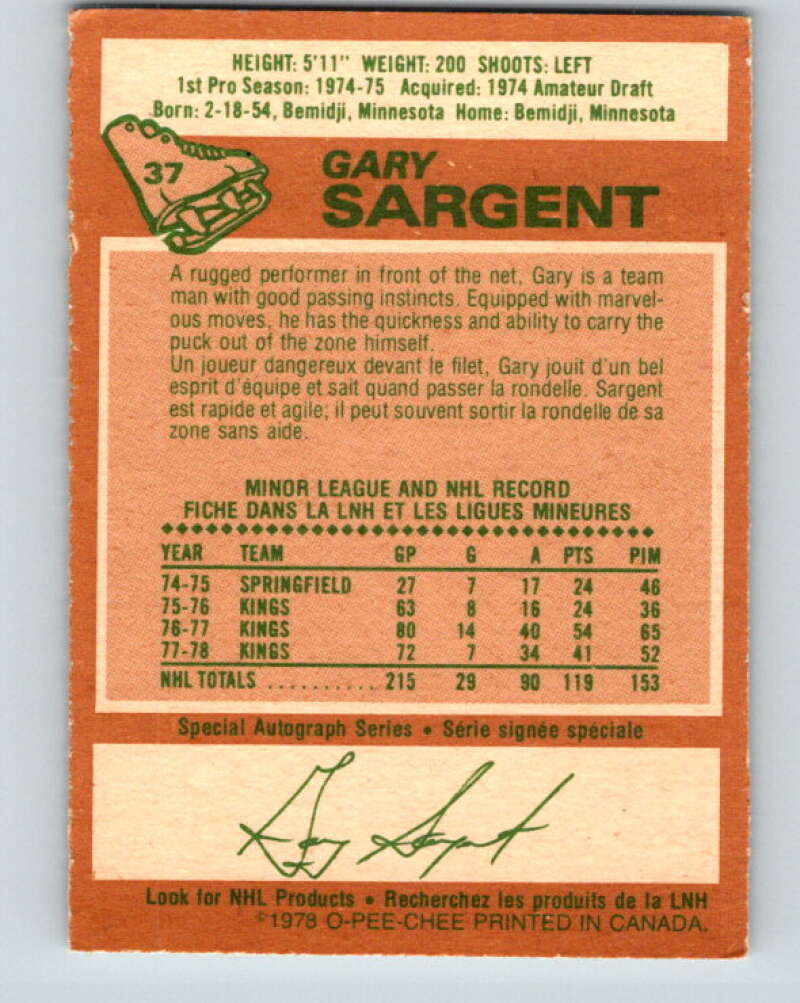 HEIGHT: 5'11" WEIGHT: 200 SHOOTS: LEFT
1st Pro Season: 1974-75 Acquired: 1974 Amateur Draft
Born: 2-18-54, Bemidji, Minnesota Home: Bemidji, Minnesota
37
GARY
SARGENT
A rugged performer in front of the net, Gary is a team
man with good passing instincts. Equipped with marvel-
ous moves, he has the quickness and ability to carry the
puck out of the zone himself.
Un joueur dangereux devant le filet, Gary jouit d'un bel
esprit d'équipe et sait quand passer la rondelle. Sargent
est rapide et agile; il peut souvent sortir la rondelle de sa
zone sans aide.
MINOR LEAGUE AND NHL RECORD
FICHE DANS LA LNH ET LES LIGUES MINEURES
YEAR TEAM GP G A PTS PIM
74-75 SPRINGFIELD 27 7 17 24 46
75-76 KINGS 63 8 16 24 36
76-77 KINGS 80 14 40 54 65
77-78 KINGS 72 7 34 41 52
NHL TOTALS .......... 215 29 90 119 153
Special Autograph Series • Série signée spéciale
Gary Sargent
Look for NHL Products • Recherchez les produits de la LNH
©1978 O-PEE-CHEE PRINTED IN CANADA.